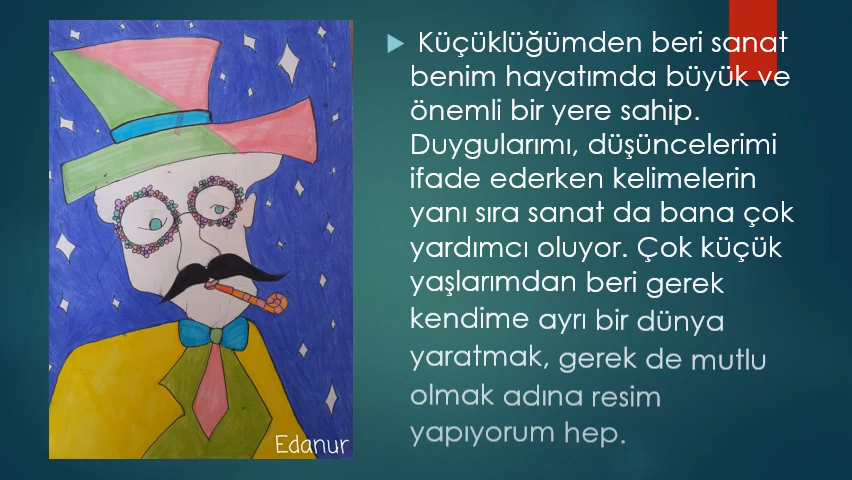 Küçüklüğümden beri sanat
benim hayatımda büyük ve
önemli bir yere sahip.
Duygularımı, düşüncelerimi
ifade ederken kelimelerin
yanı sıra sanat da bana çok
yardımcı oluyor. Çok küçük
yaşlarımdan beri gerek
kendime ayrı bir dünya
yaratmak, gerek de mutlu
olmak adına resim
yapıyorum hep.
Edanur